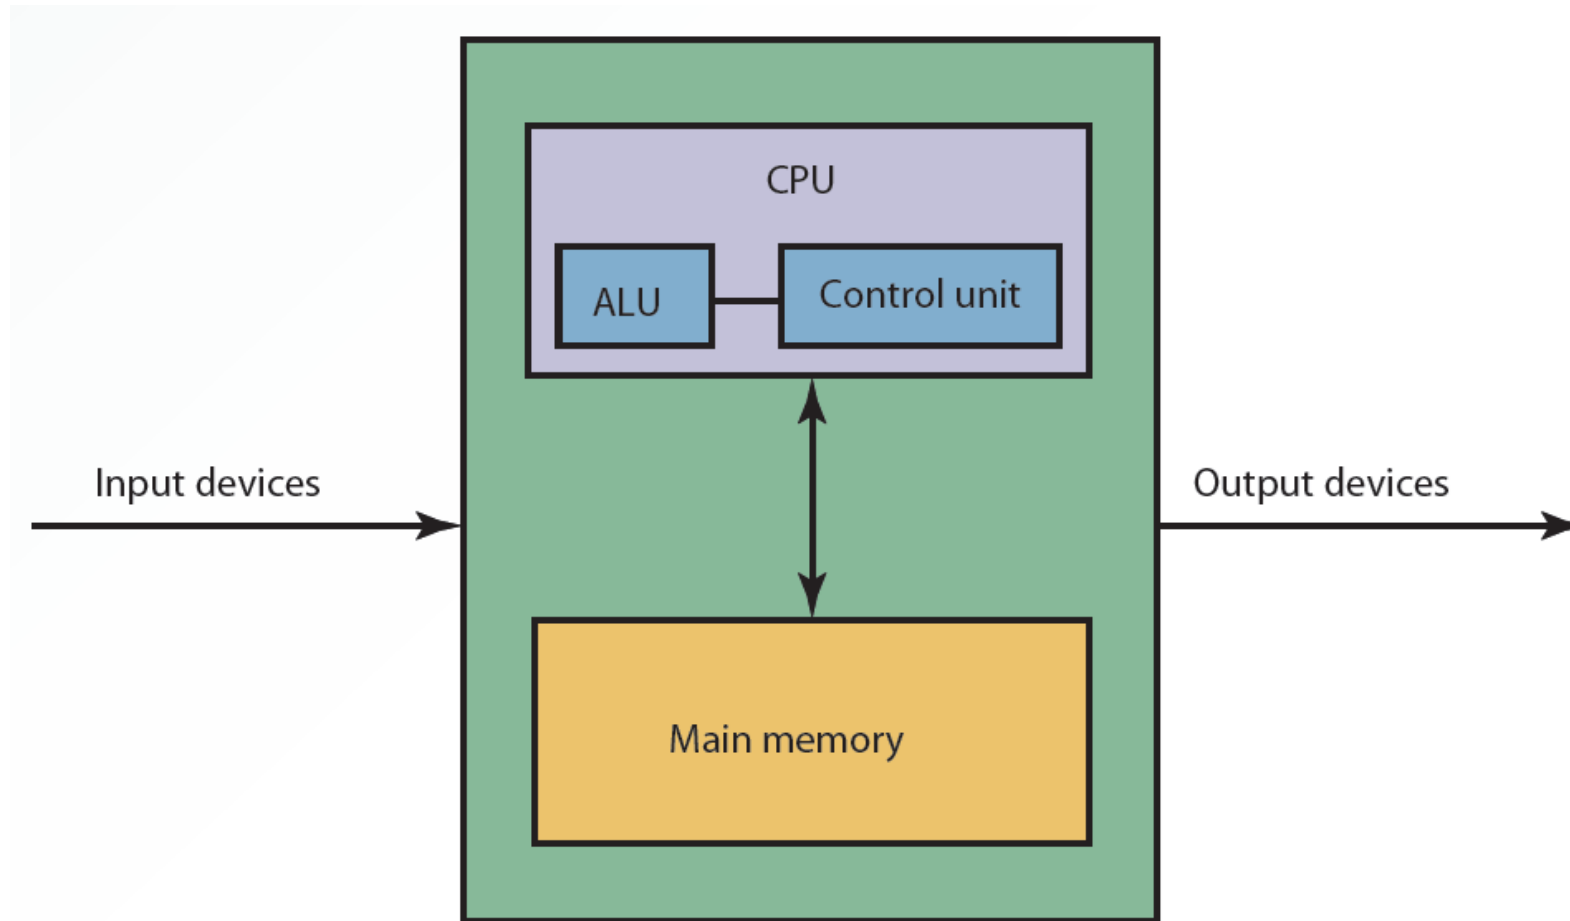 CPU
ALU
Control unit
Input devices
Output devices
Main memory